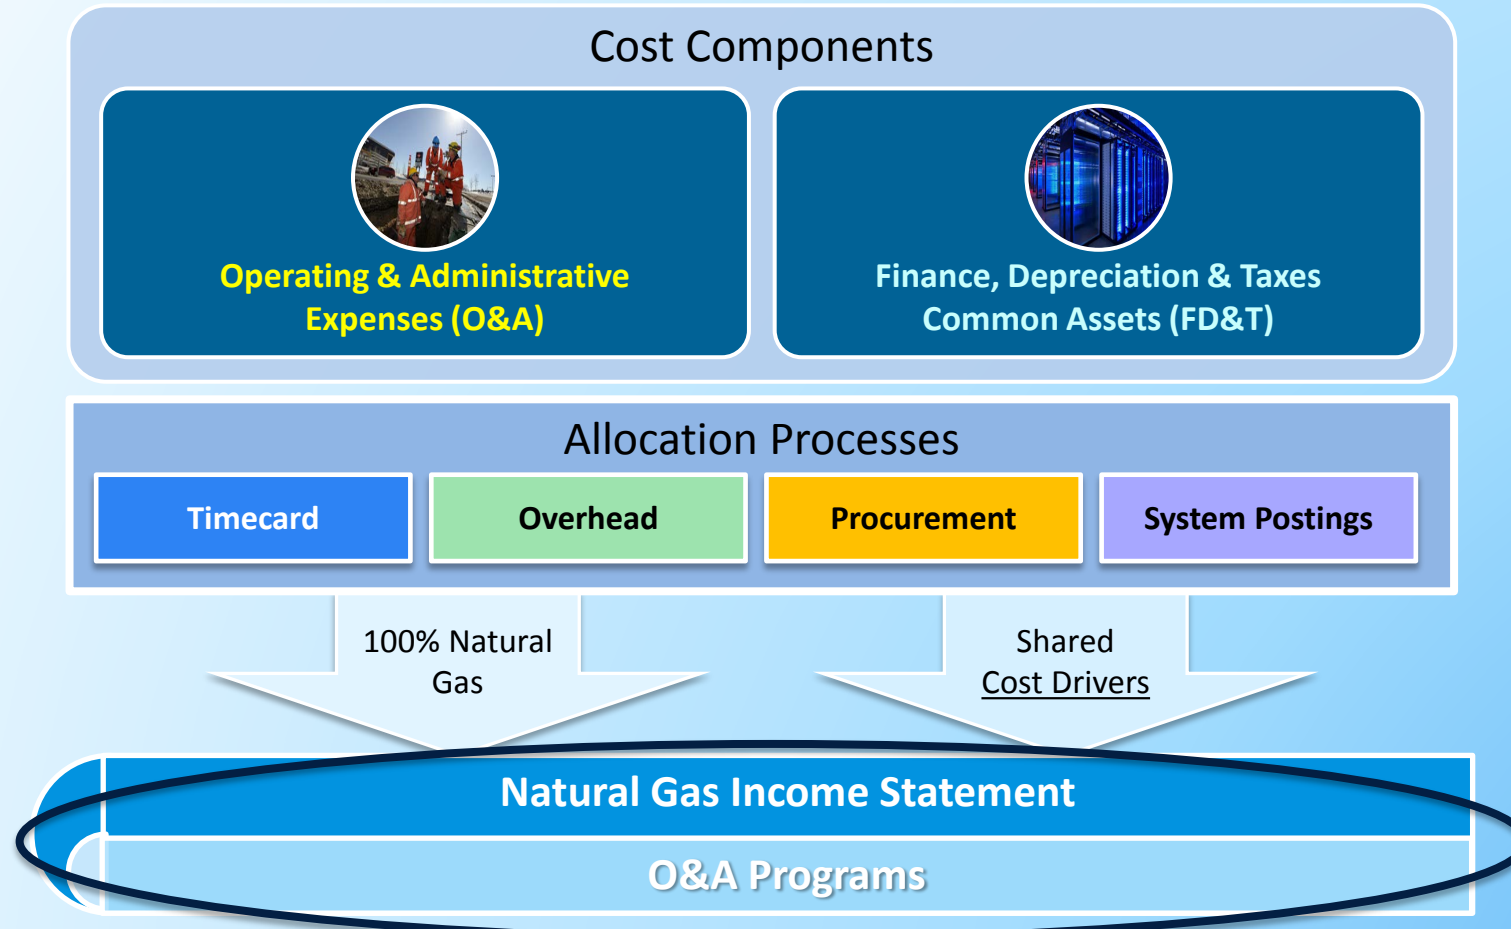 Cost Components
Operating & Administrative
Expenses (O&A)
Finance, Depreciation & Taxes
Common Assets (FD&T)
Allocation Processes
Timecard
Overhead
Procurement
System Postings
100% Natural
Gas
Shared
Cost Drivers
Natural Gas Income Statement
O&A Programs